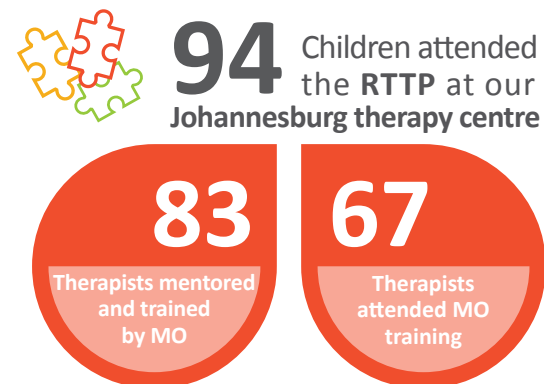 94 Children attended
the RTTP at our
Johannesburg therapy centre
83
Therapists mentored
and trained
by MO
67
Therapists
attended MO
training